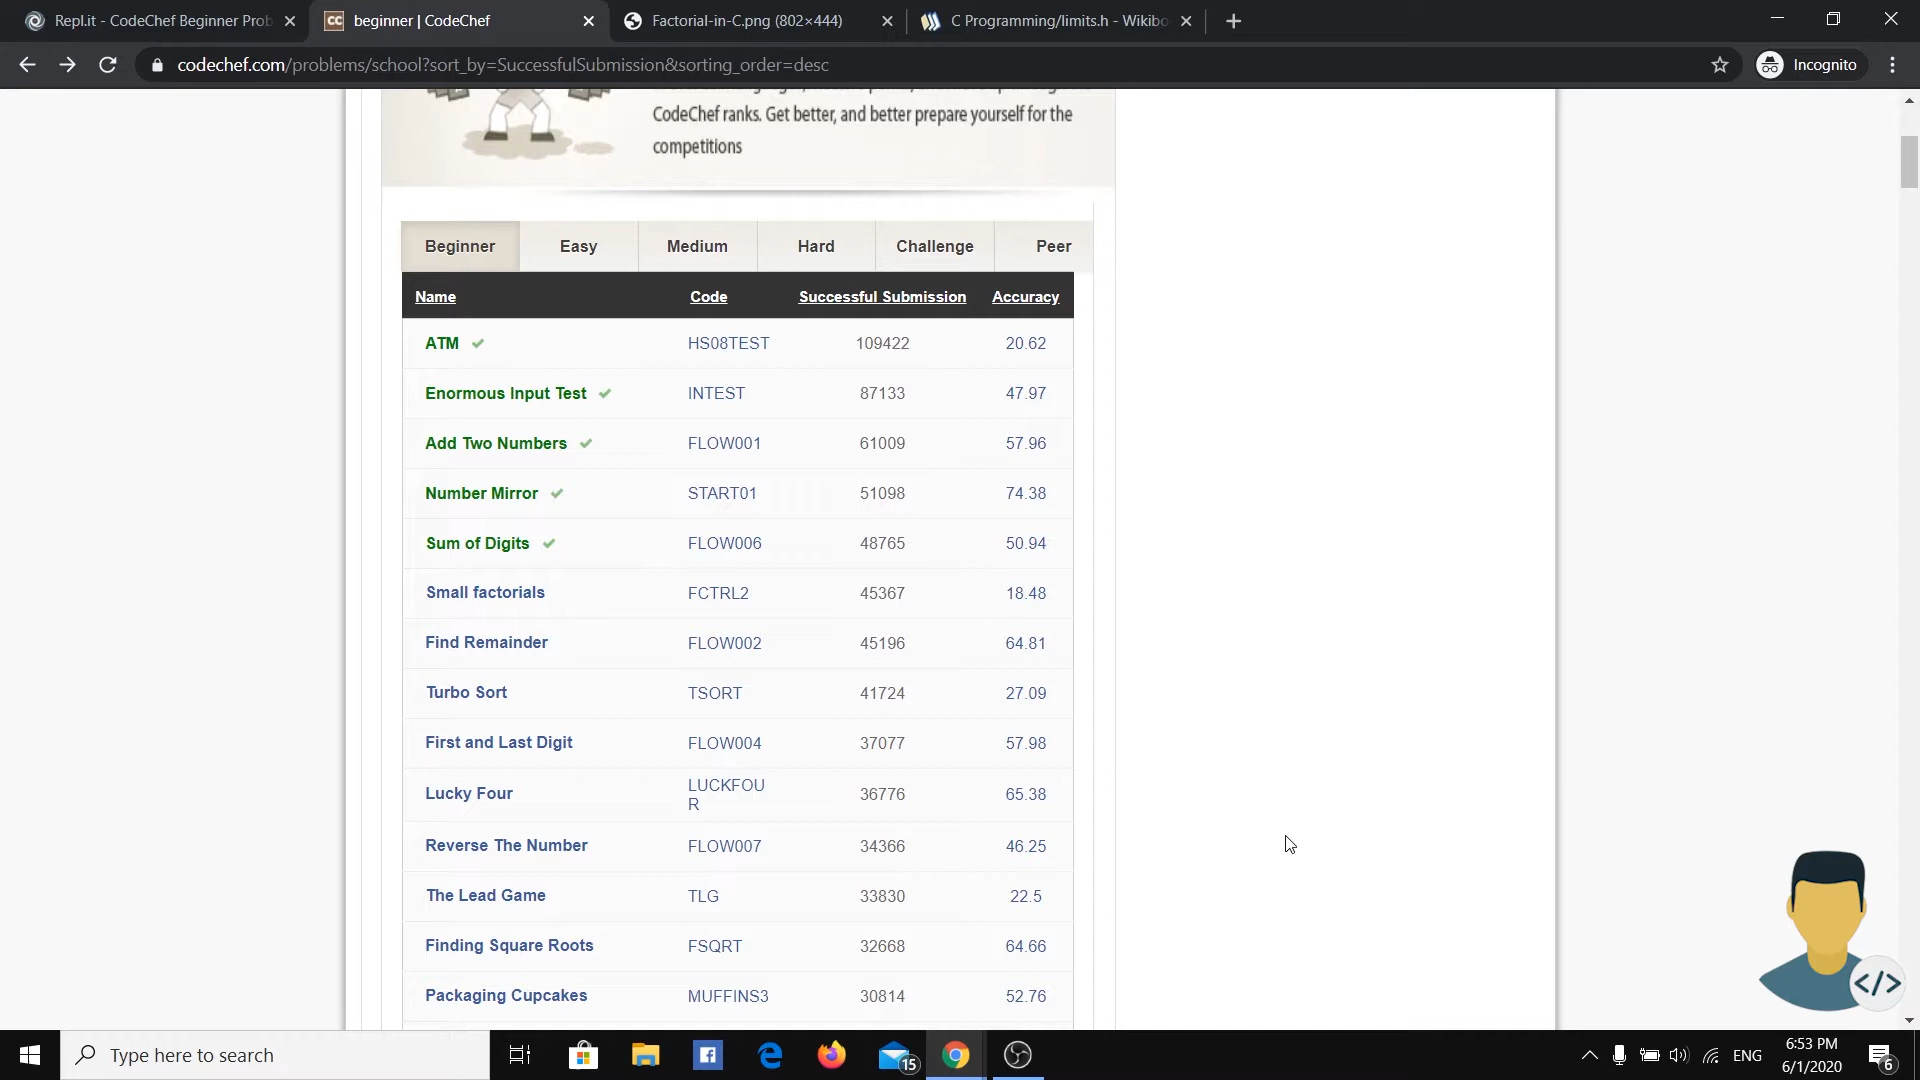 Repl.it - CodeChef Beginner Prob
beginner | CodeChef
Factorial-in-C.png (802×444)
C Programming/limits.h - Wikibo
codechef.com/problems/school?sort_by=SuccessfulSubmission&sorting_order=desc
Incognito
CodeChef ranks. Get better, and better prepare yourself for the
competitions
Beginner Easy Medium Hard Challenge Peer
Name Code Successful Submission Accuracy
ATM HS08TEST 109422 20.62
Enormous Input Test INTEST 87133 47.97
Add Two Numbers FLOW001 61009 57.96
Number Mirror START01 51098 74.38
Sum of Digits FLOW006 48765 50.94
Small factorials FCTRL2 45367 18.48
Find Remainder FLOW002 45196 64.81
Turbo Sort TSORT 41724 27.09
First and Last Digit FLOW004 37077 57.98
Lucky Four LUCKFOU
R 36776 65.38
Reverse The Number FLOW007 34366 46.25
The Lead Game TLG 33830 22.5
Finding Square Roots FSQRT 32668 64.66
Packaging Cupcakes MUFFINS3 30814 52.76
</>
Type here to search
15
ENG
6:53 PM
6/1/2020
6